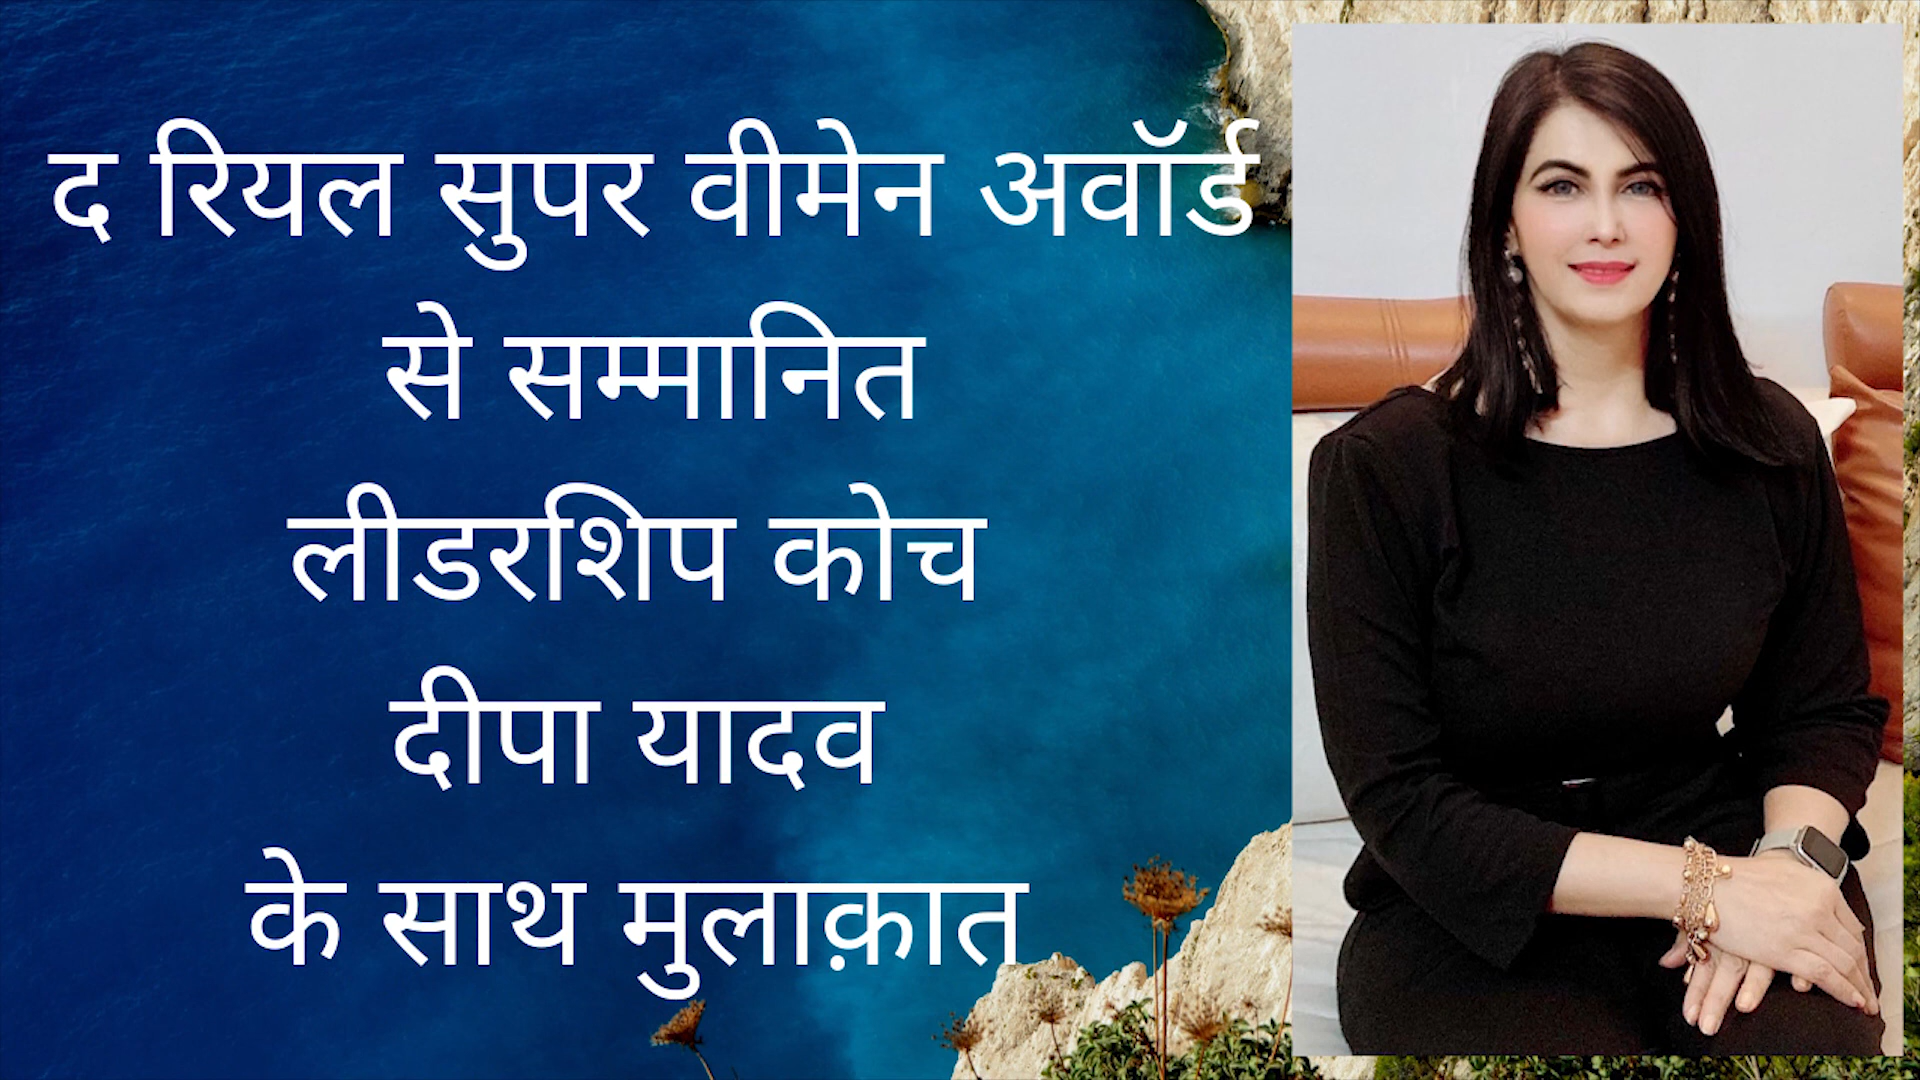 द रियल सुपर वीमेन अवॉर्ड
से सम्मानित
लीडरशिप कोच
दीपा यादव
के साथ मुलाक़ात